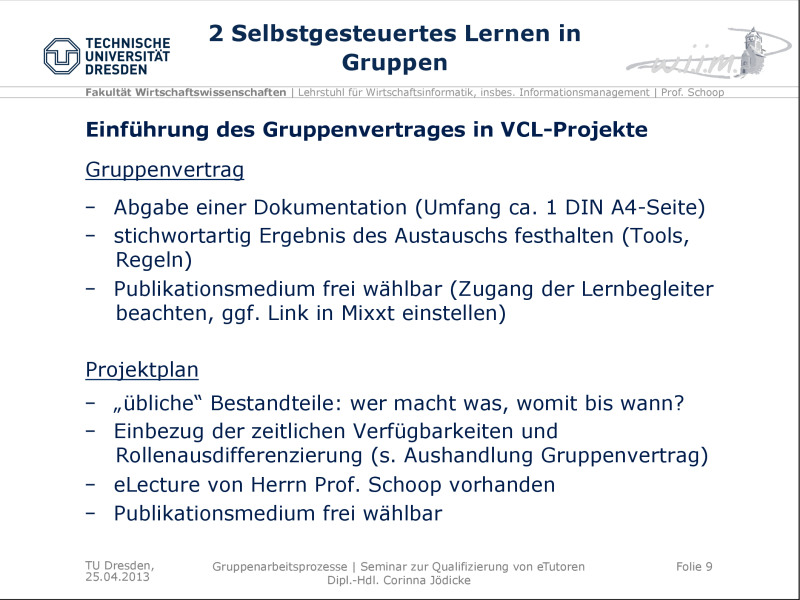 2 Selbstgesteuertes Lernen in
Gruppen
TECHNISCHE
UNIVERSITÄT
DRESDEN
wi.i.m.
Fakultät Wirtschaftswissenschaften | Lehrstuhl für Wirtschaftsinformatik, insbes. Informationsmanagement | Prof. Schoop
Einführung des Gruppenvertrages in VCL-Projekte
Gruppenvertrag
– Abgabe einer Dokumentation (Umfang ca. 1 DIN A4-Seite)
– stichwortartig Ergebnis des Austauschs festhalten (Tools,
Regeln)
– Publikationsmedium frei wählbar (Zugang der Lernbegleiter
beachten, ggf. Link in Mixxt einstellen)
Projektplan
– „übliche“ Bestandteile: wer macht was, womit bis wann?
– Einbezug der zeitlichen Verfügbarkeiten und
Rollenausdifferenzierung (s. Aushandlung Gruppenvertrag)
– eLecture von Herrn Prof. Schoop vorhanden
– Publikationsmedium frei wählbar
TU Dresden,
25.04.2013
Gruppenarbeitsprozesse | Seminar zur Qualifizierung von eTutoren
Dipl.-Hdl. Corinna Jödicke
Folie 9